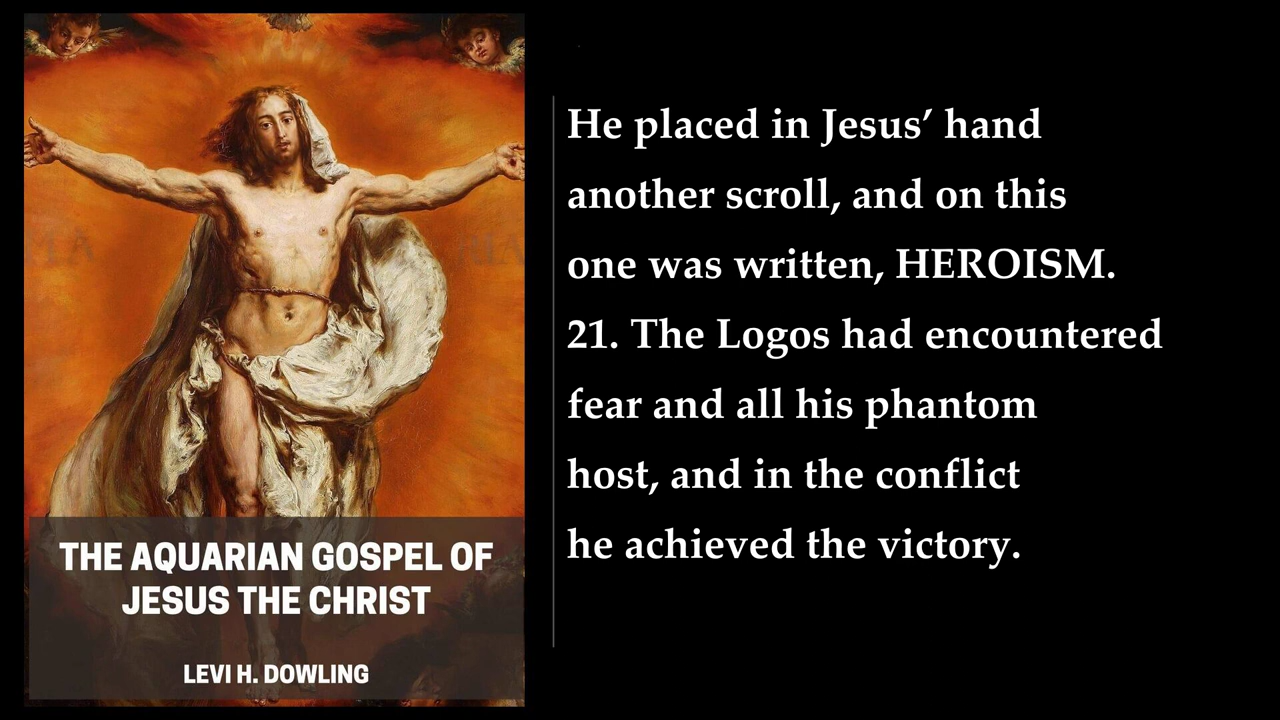 He placed in Jesus’ hand
another scroll, and on this
one was written, HEROISM.
21. The Logos had encountered
fear and all his phantom
host, and in the conflict
he achieved the victory.
THE AQUARIAN GOSPEL OF
JESUS THE CHRIST
LEVI H. DOWLING